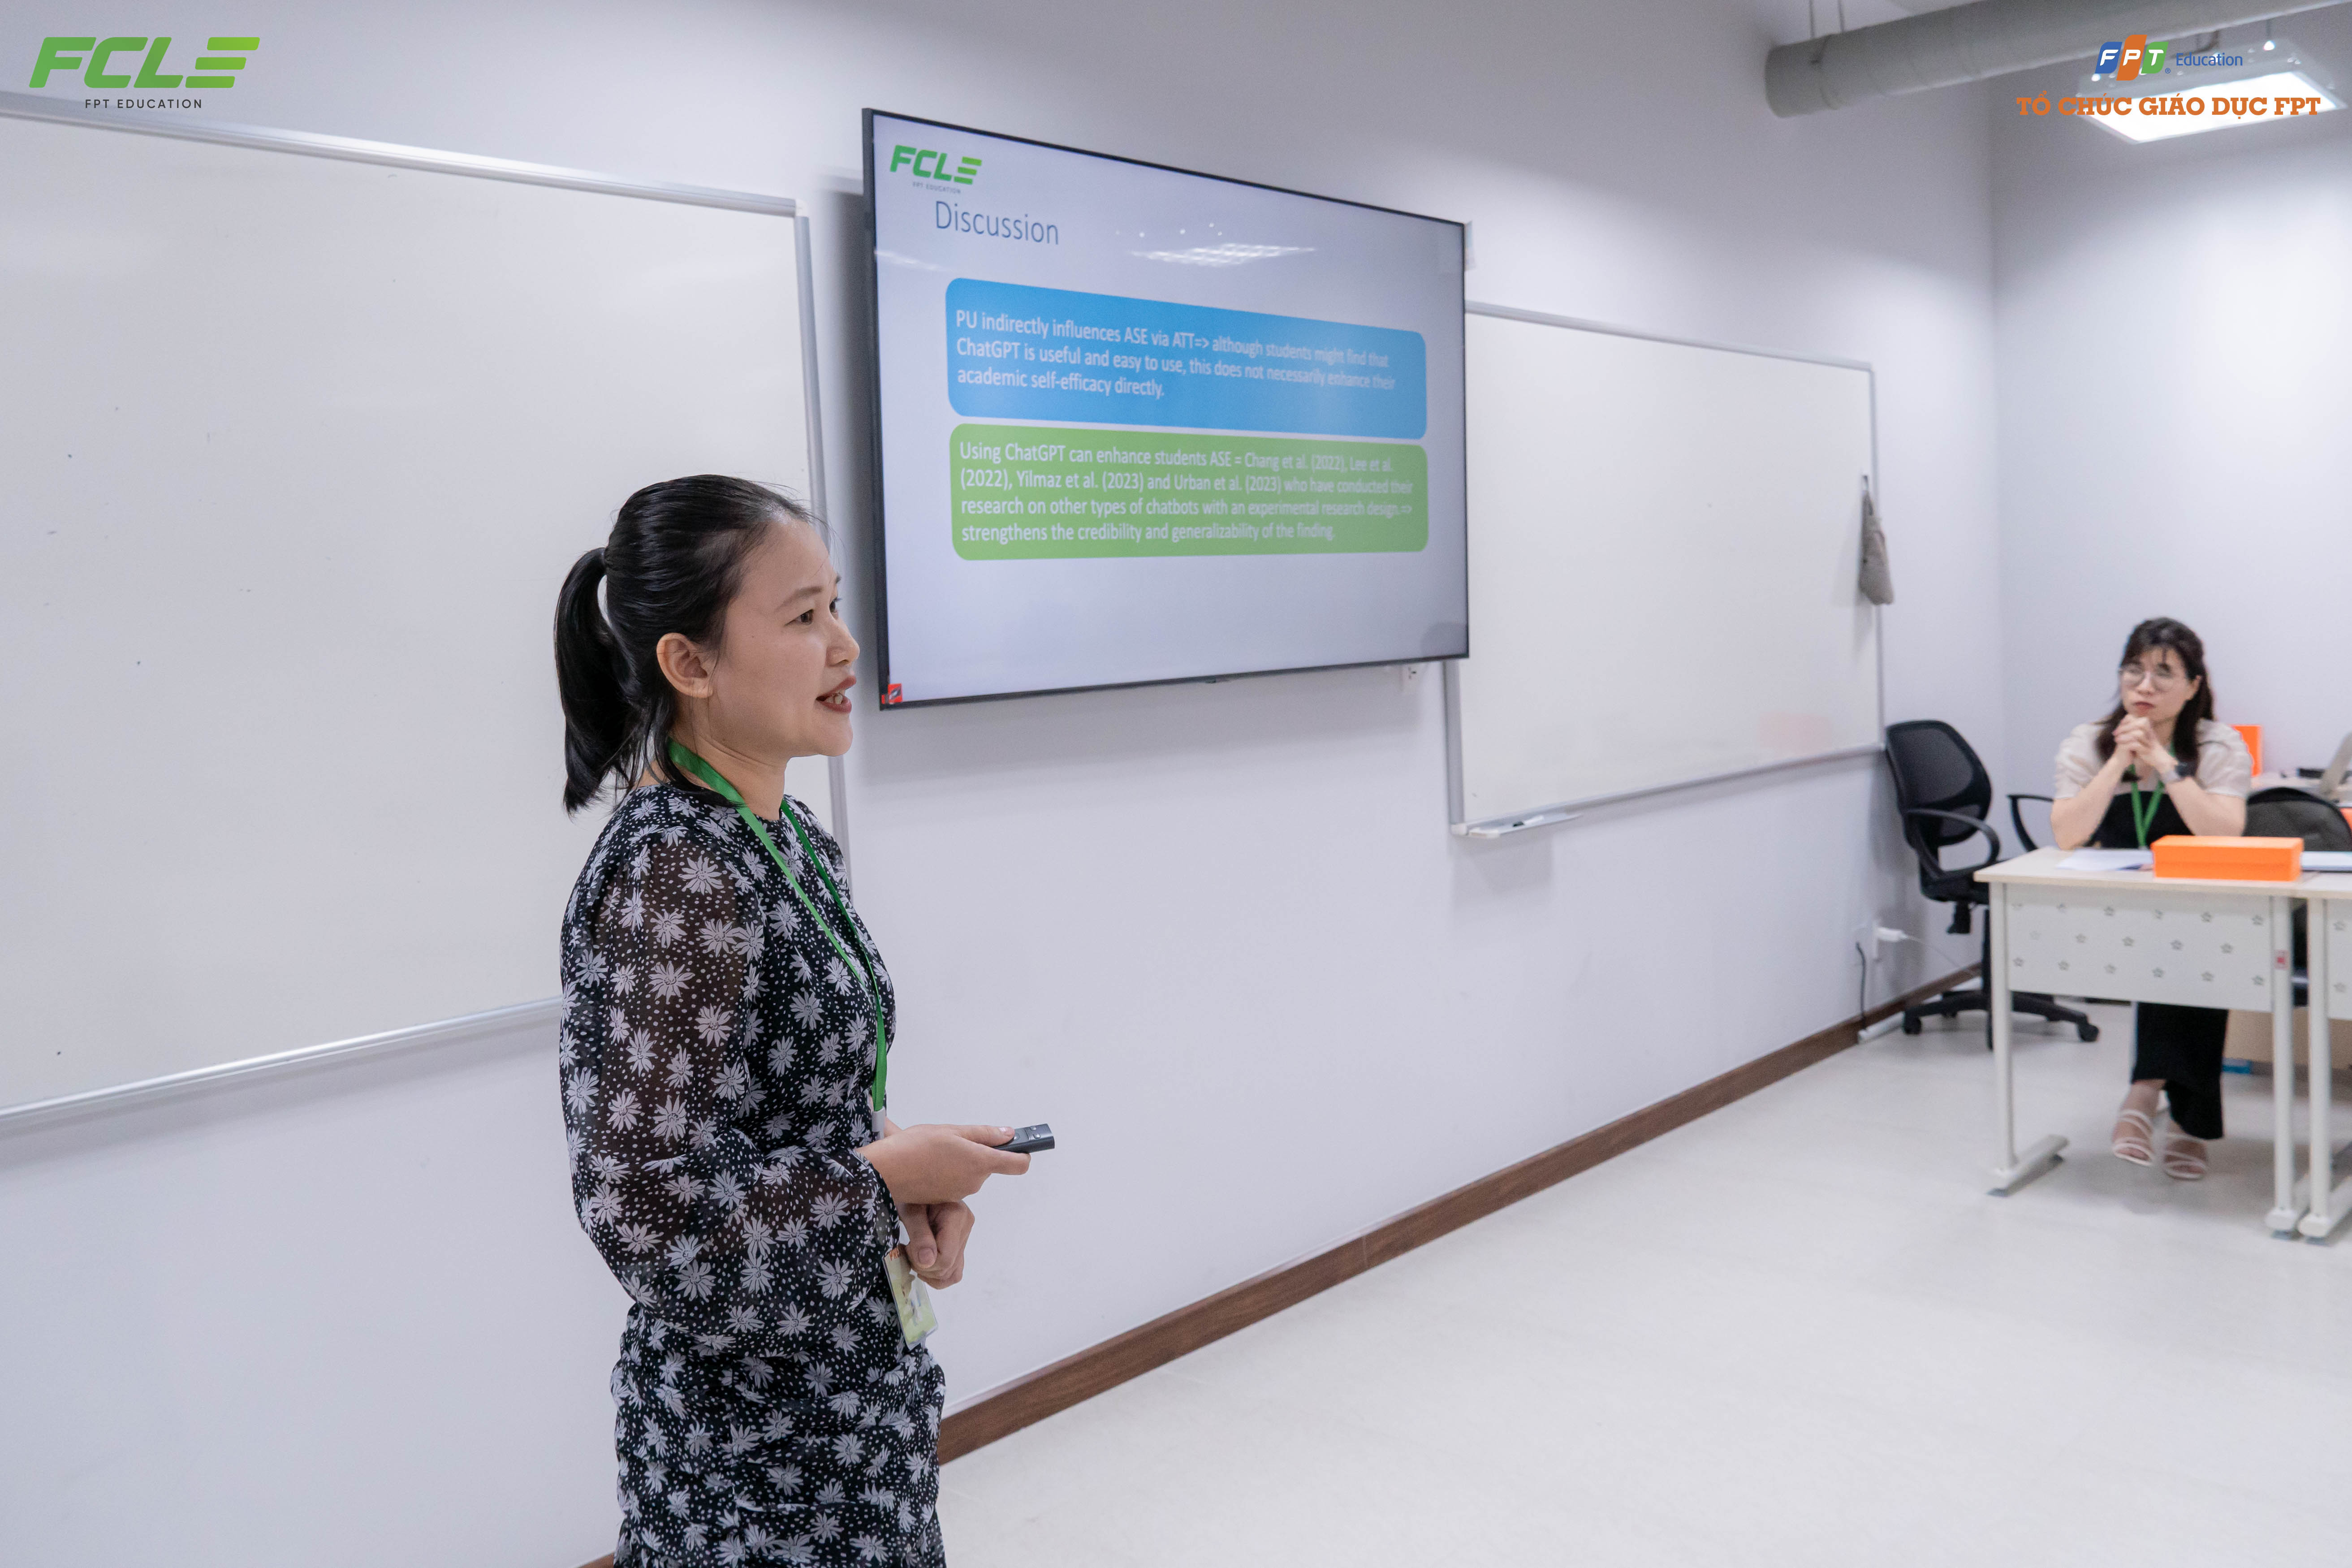 FCLE
FPT EDUCATION
FPT Education
TỔ CHỨC GIÁO DỤC FPT
FCLE
FPT EDUCATION
Discussion
PU indirectly influences ASE via ATT=> although students might find that
ChatGPT is useful and easy to use, this does not necessarily enhance their
academic self-efficacy directly.
Using ChatGPT can enhance students ASE = Chang et al. (2022), Lee et al.
(2022), Yilmaz et al. (2023) and Urban et al. (2023) who have conducted their
research on other types of chatbots with an experimental research design.=>
strengthens the credibility and generalizability of the finding.